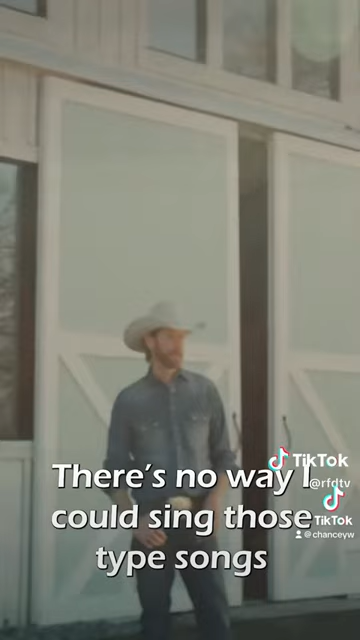 There's no way I
could sing those
type songs
TikTok
@rfdtv
TikTok
@chanceyw